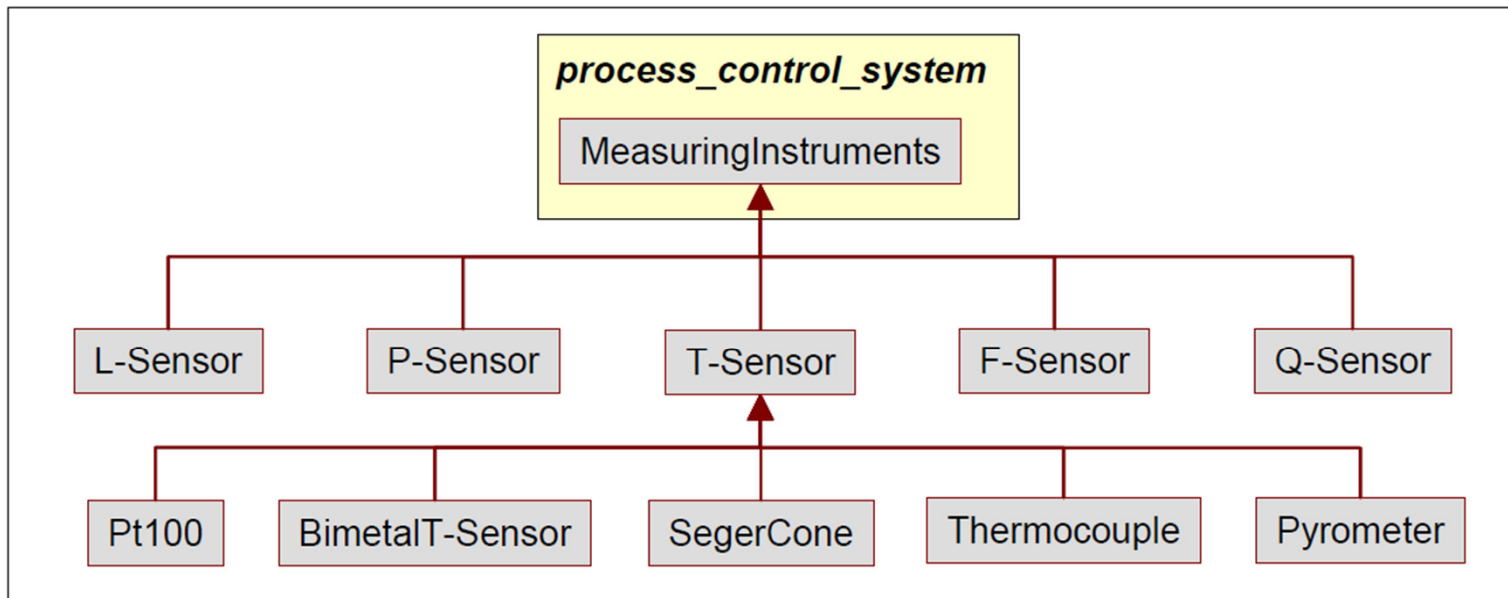 process_control_system
MeasuringInstruments
L-Sensor P-Sensor T-Sensor F-Sensor Q-Sensor
Pt100 BimetalT-Sensor SegerCone Thermocouple Pyrometer